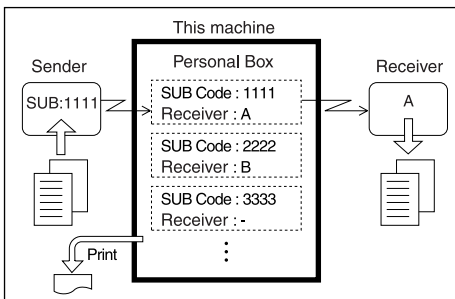 This machine
Sender
Personal Box
Receiver
SUB:1111
SUB Code : 1111
Receiver : A
A
SUB Code : 2222
Receiver : B
SUB Code : 3333
Receiver : -
Print